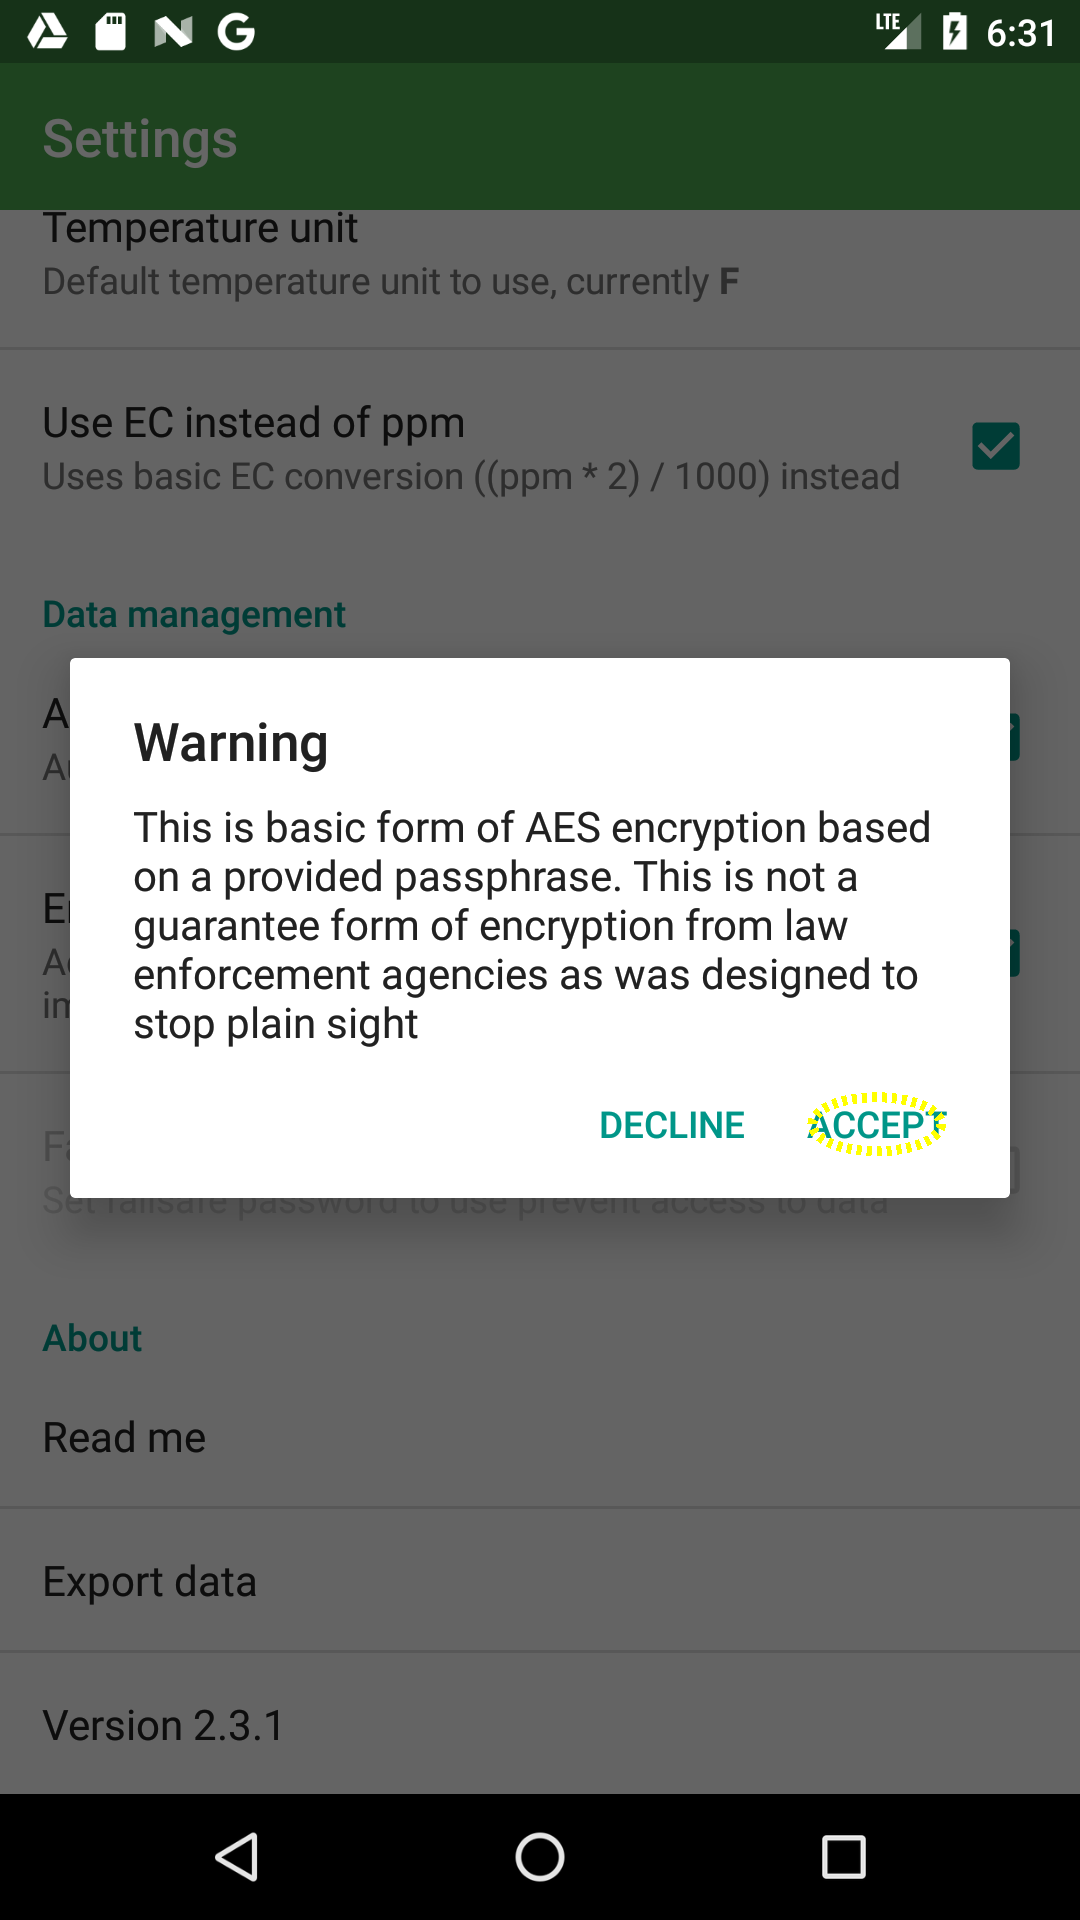 LTE 6:31
Settings
Temperature unit
Default temperature unit to use, currently F
Use EC instead of ppm
Uses basic EC conversion ((ppm * 2) / 1000) instead
Data management
Warning
This is basic form of AES encryption based
on a provided passphrase. This is not a
guarantee form of encryption from law
enforcement agencies as was designed to
stop plain sight
DECLINE ACCEPT
Set failsafe password to use prevent access to data
About
Read me
Export data
Version 2.3.1